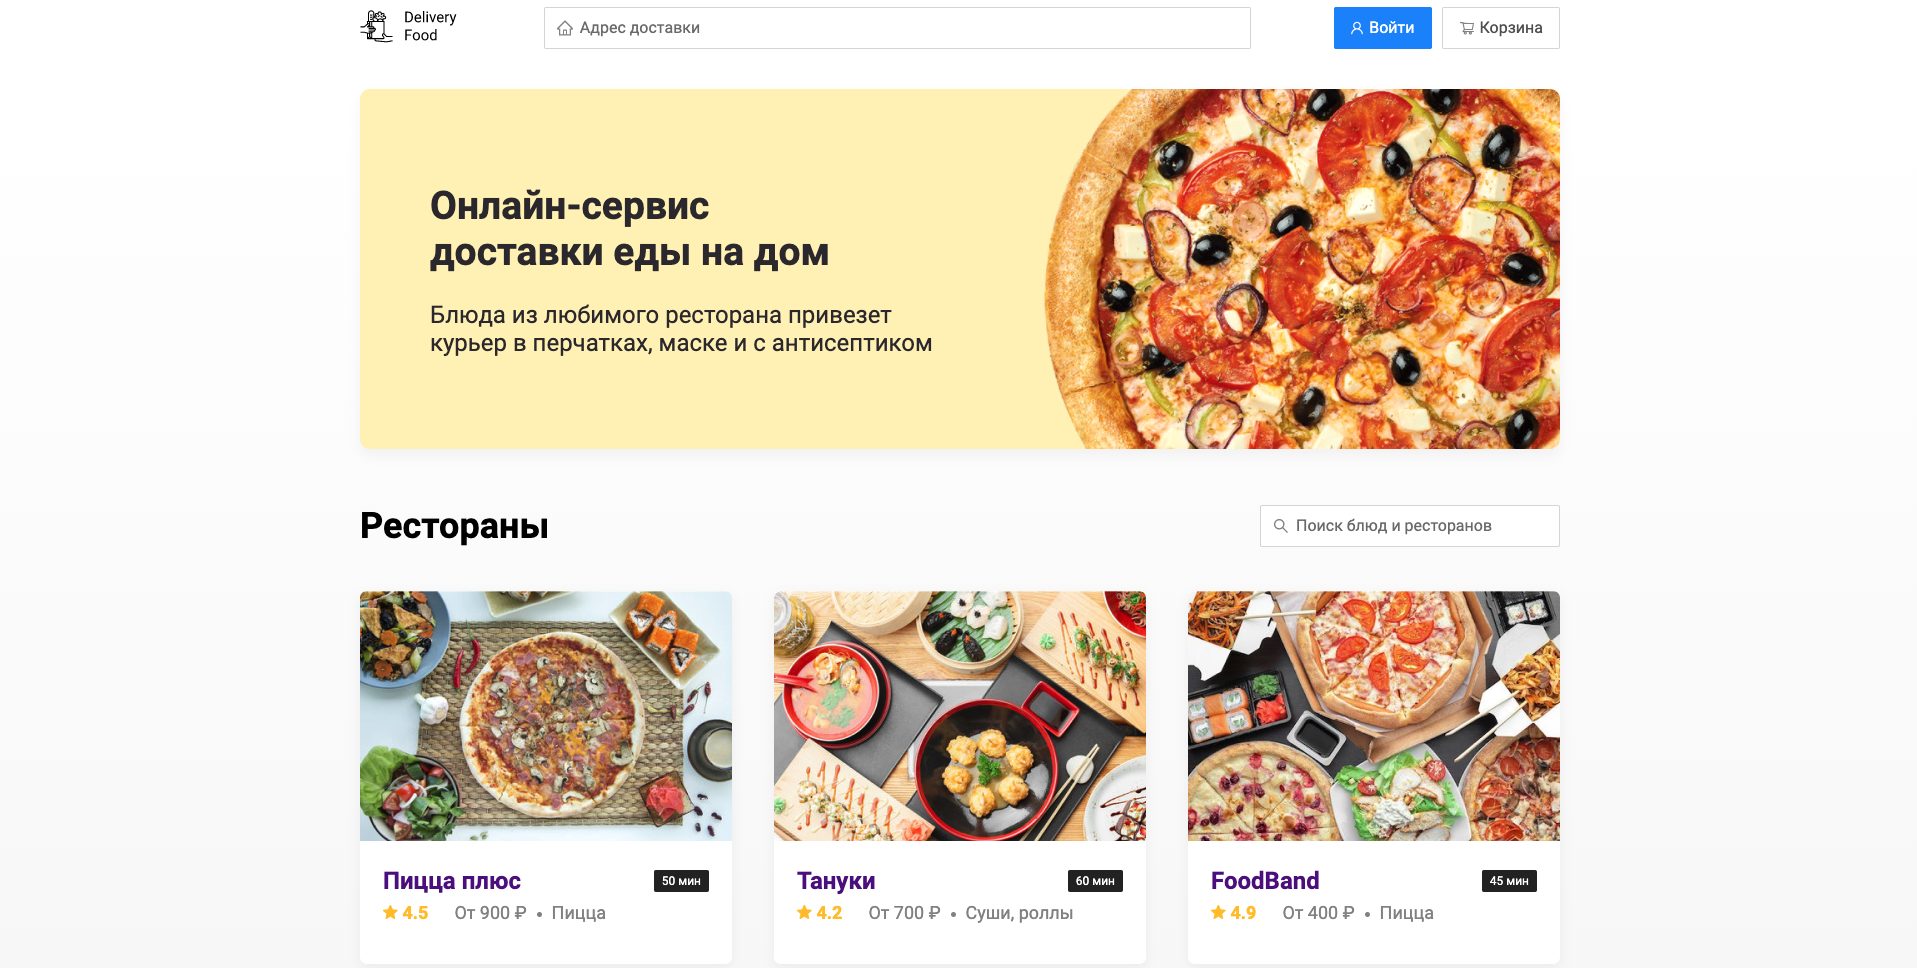 Delivery
Food
Адрес доставки
Войти
Корзина
Онлайн-сервис
доставки еды на дом
Блюда из любимого ресторана привезет
курьер в перчатках, маске и с антисептиком
Рестораны
Поиск блюд и ресторанов
Пицца плюс
50 мин
4.5 От 900 ₽ • Пицца
Тануки
60 мин
4.2 От 700 ₽ • Суши, роллы
FoodBand
45 мин
4.9 От 400 ₽ • Пицца